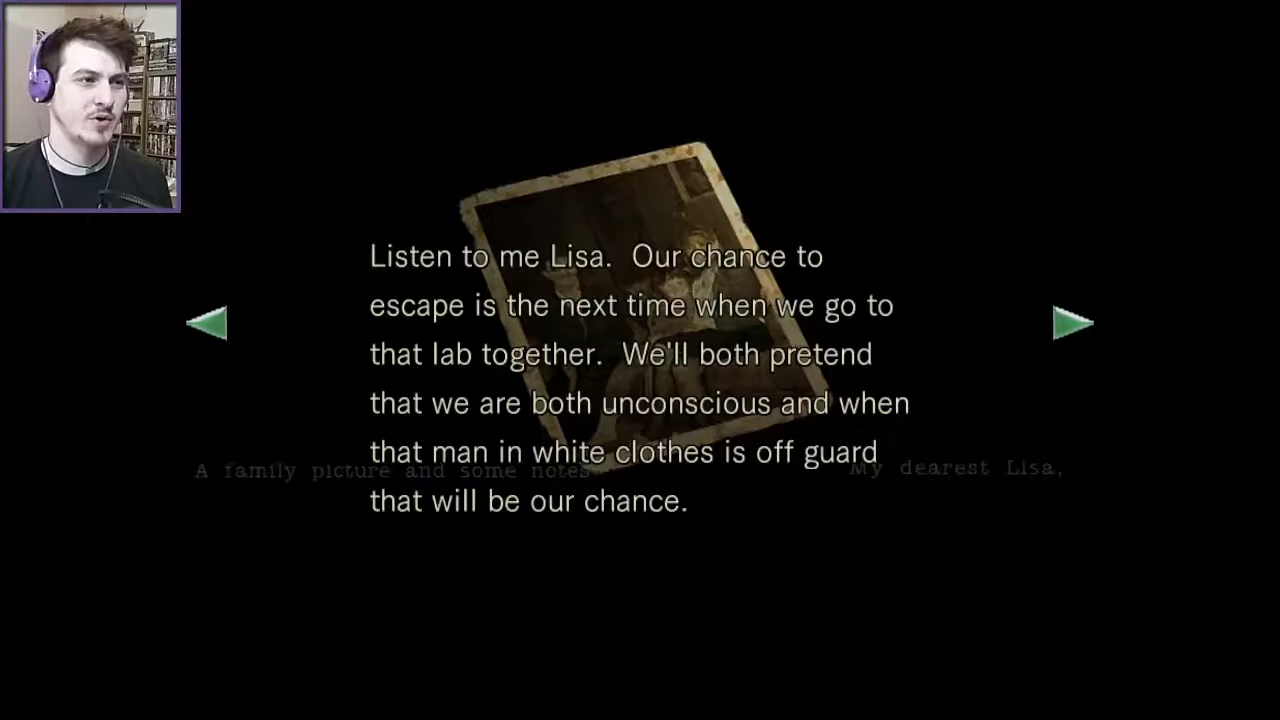 Listen to me Lisa.  Our chance to
escape is the next time when we go to
that lab together.  We'll both pretend
that we are both unconscious and when
that man in white clothes is off guard
A family picture and some notes
My dearest Lisa,
that will be our chance.